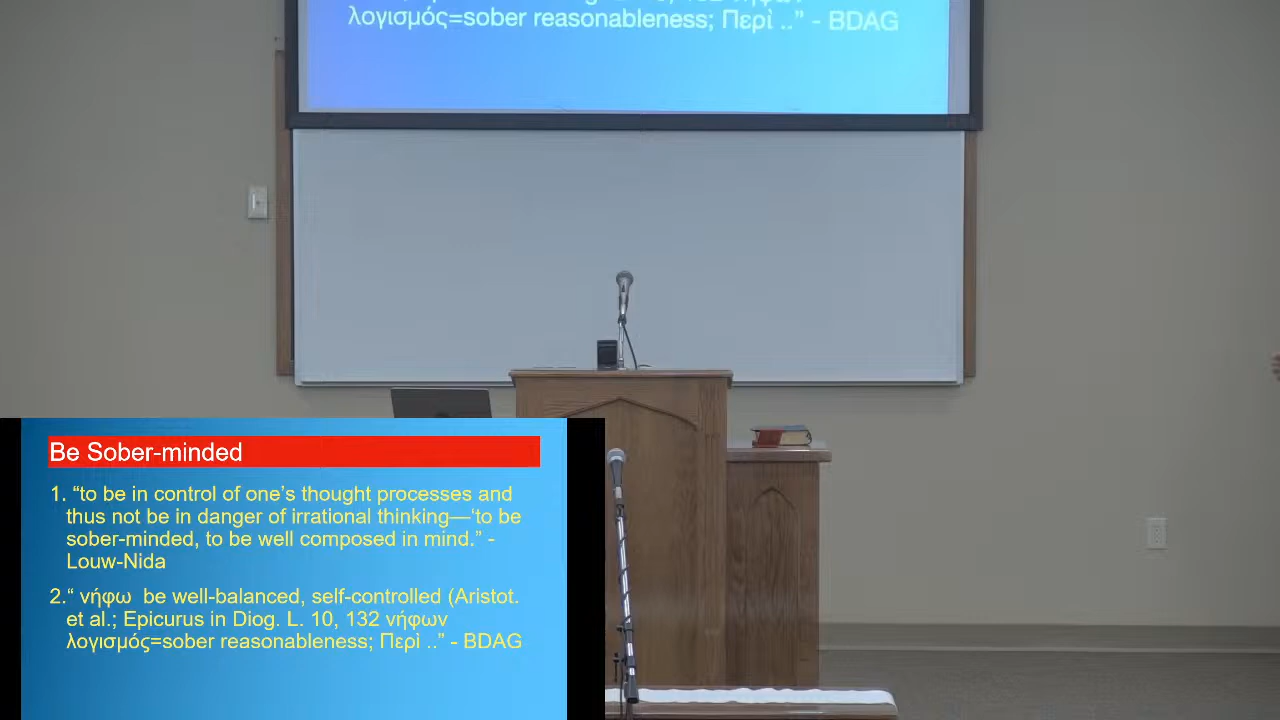 λογισμός=sober reasonableness; Περὶ ..” - BDAG
Be Sober-minded
1. “to be in control of one’s thought processes and
thus not be in danger of irrational thinking—‘to be
sober-minded, to be well composed in mind.” -
Louw-Nida
2.“ νήφω be well-balanced, self-controlled (Aristot.
et al.; Epicurus in Diog. L. 10, 132 νήφων
λογισμός=sober reasonableness; Περὶ ..” - BDAG